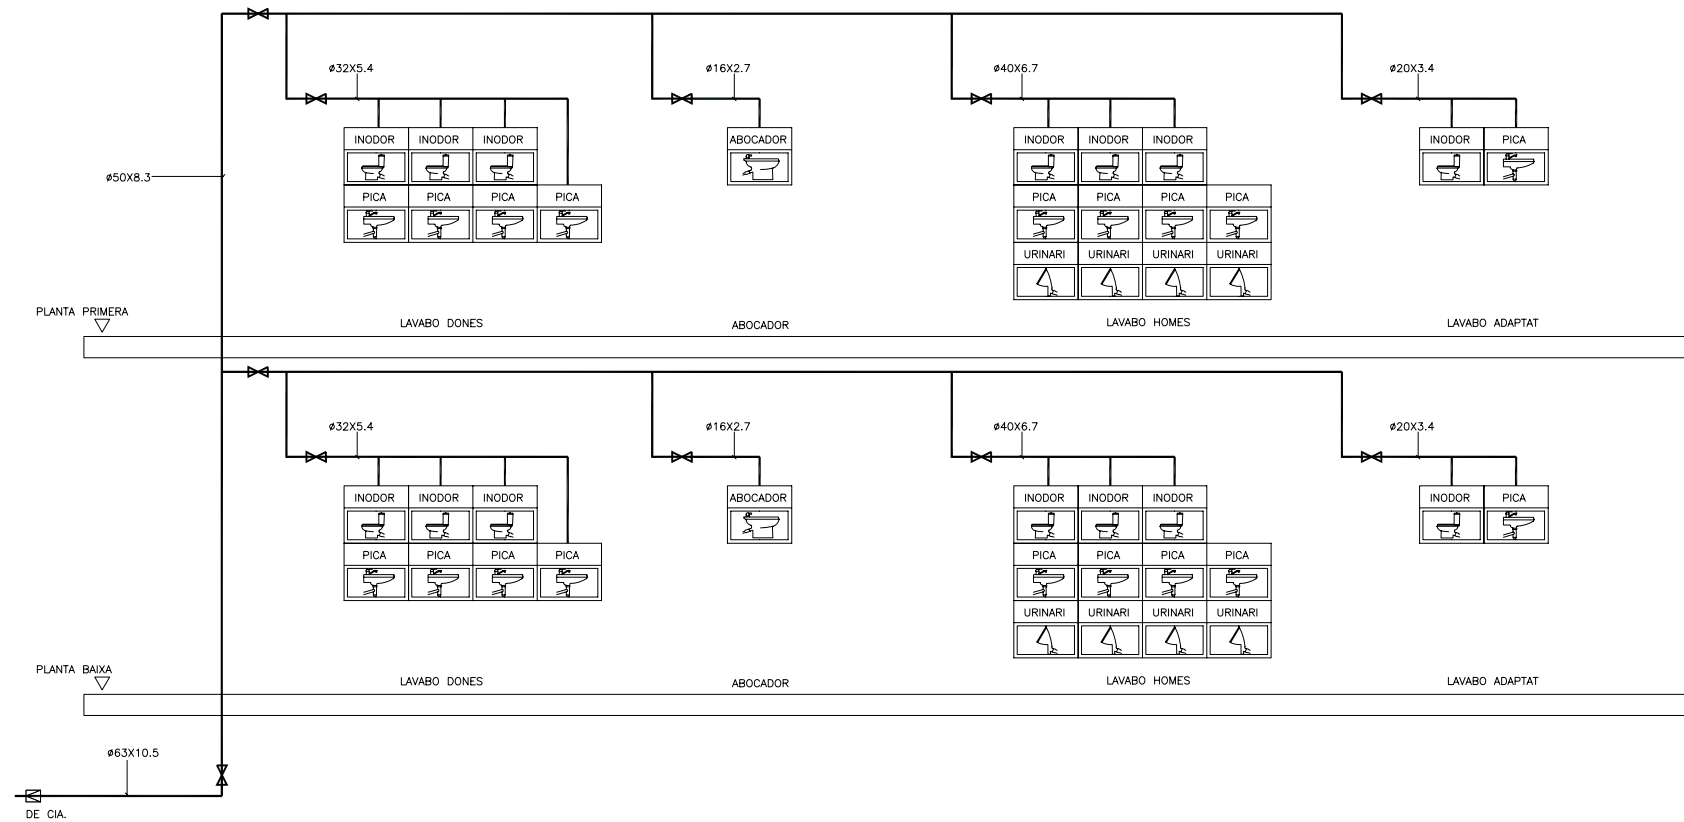 ø32X5.4 ø16X2.7 ø40X6.7 ø20X3.4
INODOR INODOR INODOR ABOCADOR INODOR INODOR INODOR INODOR PICA
ø50X8.3
PICA PICA PICA PICA PICA PICA PICA PICA
URINARI URINARI URINARI URINARI
PLANTA PRIMERA
LAVABO DONES ABOCADOR LAVABO HOMES LAVABO ADAPTAT
ø32X5.4 ø16X2.7 ø40X6.7 ø20X3.4
INODOR INODOR INODOR ABOCADOR INODOR INODOR INODOR INODOR PICA
PICA PICA PICA PICA PICA PICA PICA PICA
URINARI URINARI URINARI URINARI
PLANTA BAIXA
LAVABO DONES ABOCADOR LAVABO HOMES LAVABO ADAPTAT
ø63X10.5
DE CIA.